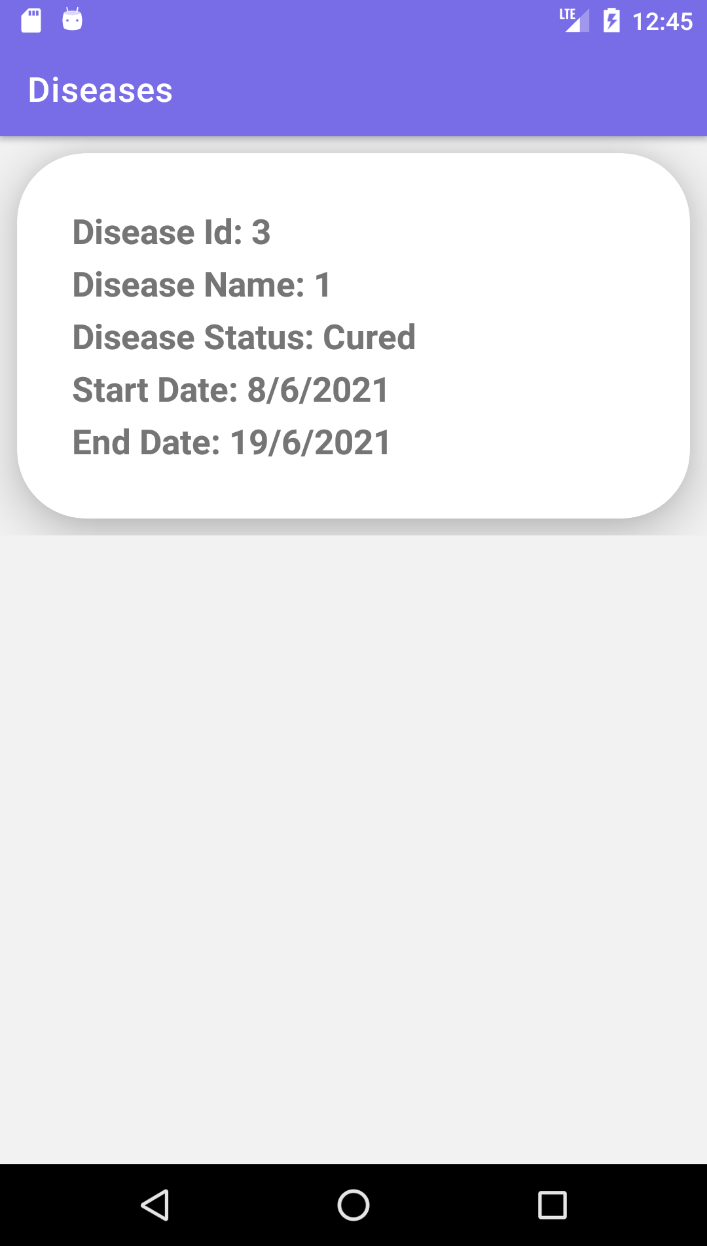 LTE 12:45
Diseases
Disease Id: 3
Disease Name: 1
Disease Status: Cured
Start Date: 8/6/2021
End Date: 19/6/2021